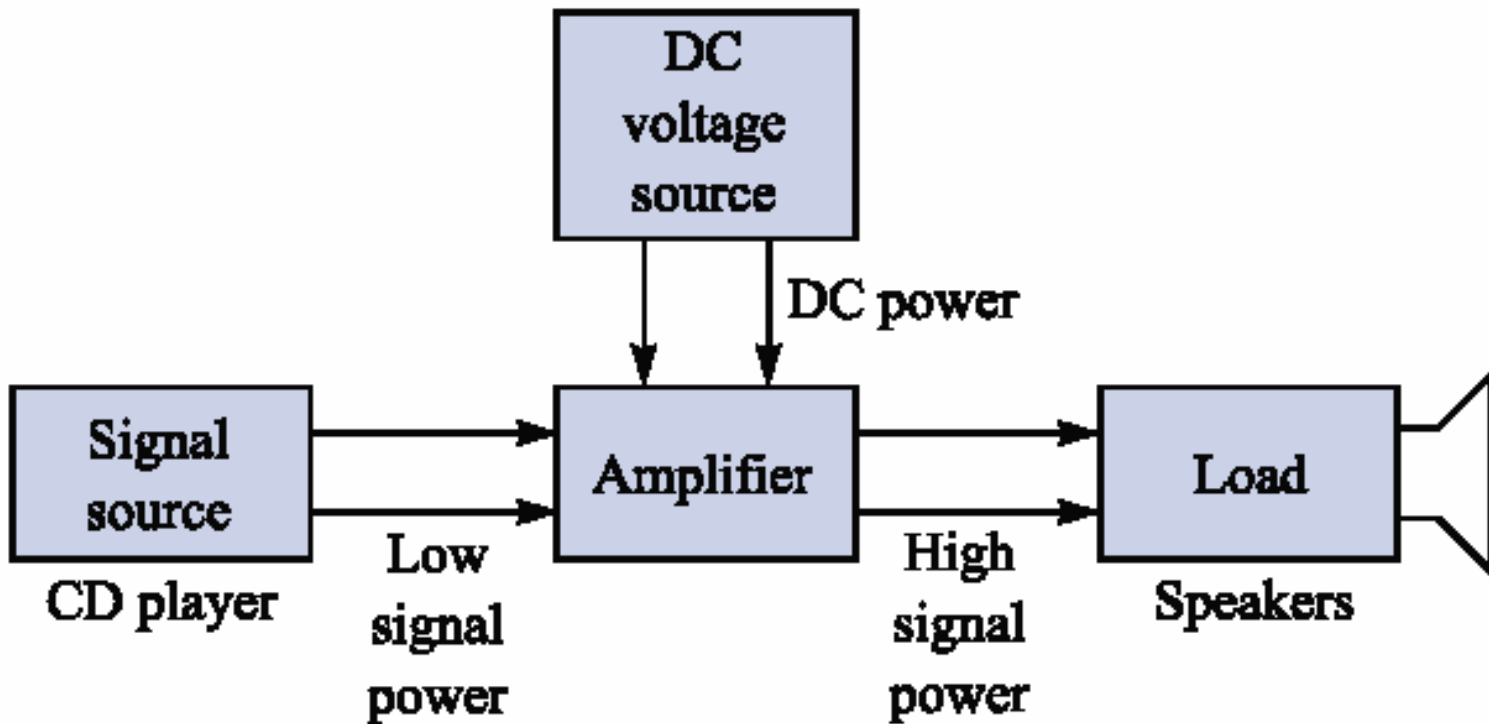 DC
voltage
source
DC power
Signal
source
CD player
Low
signal
power
Amplifier
High
signal
power
Load
Speakers